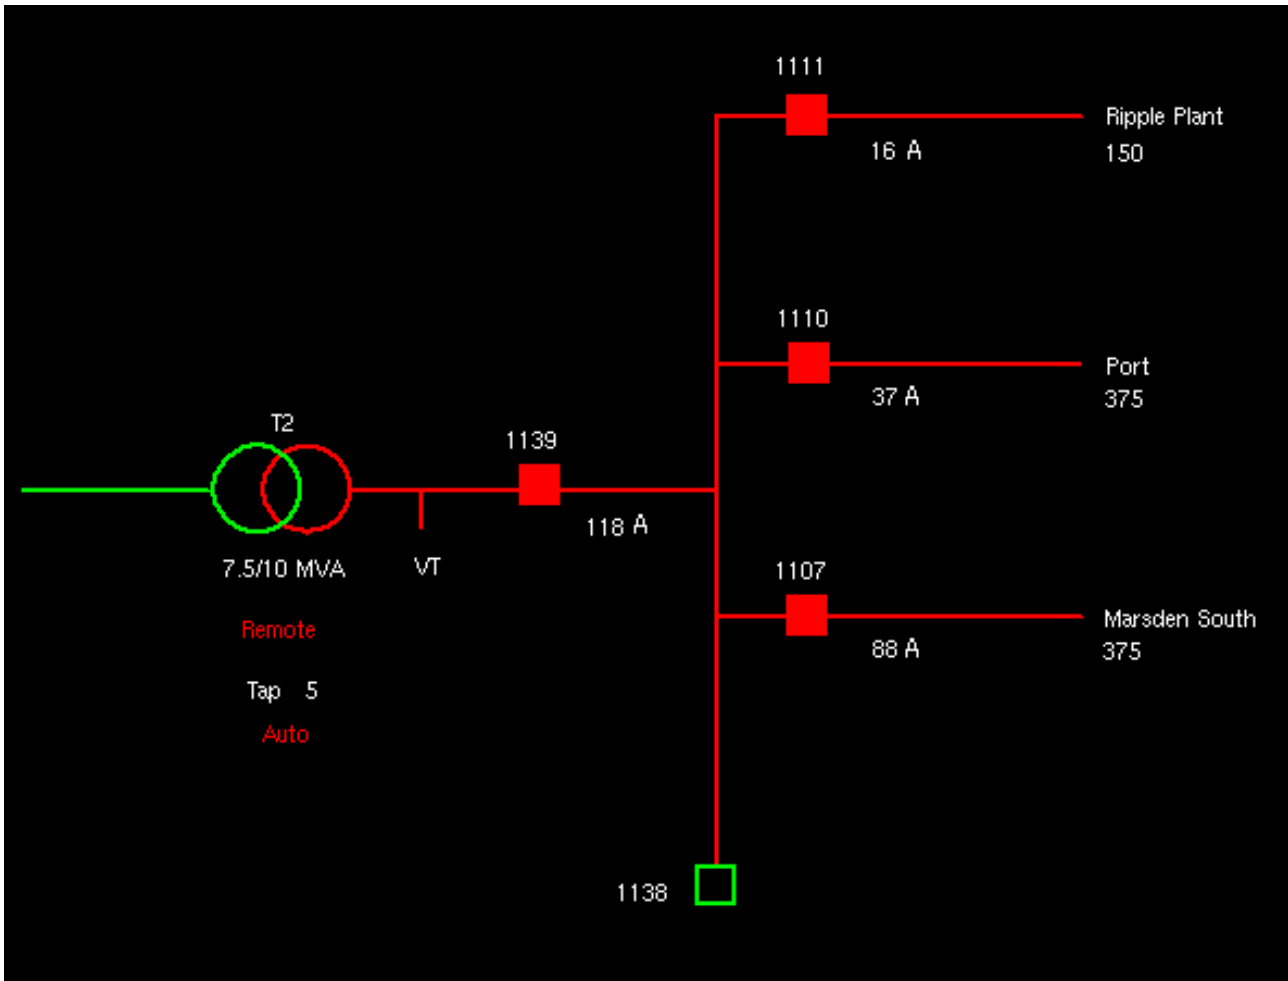 1111
Ripple Plant
16 A
150
1110
Port
37 A
375
T2
1139
118 A
7.5/10 MVA
VT
1107
Marsden South
88 A
375
Remote
Tap 5
Auto
1138